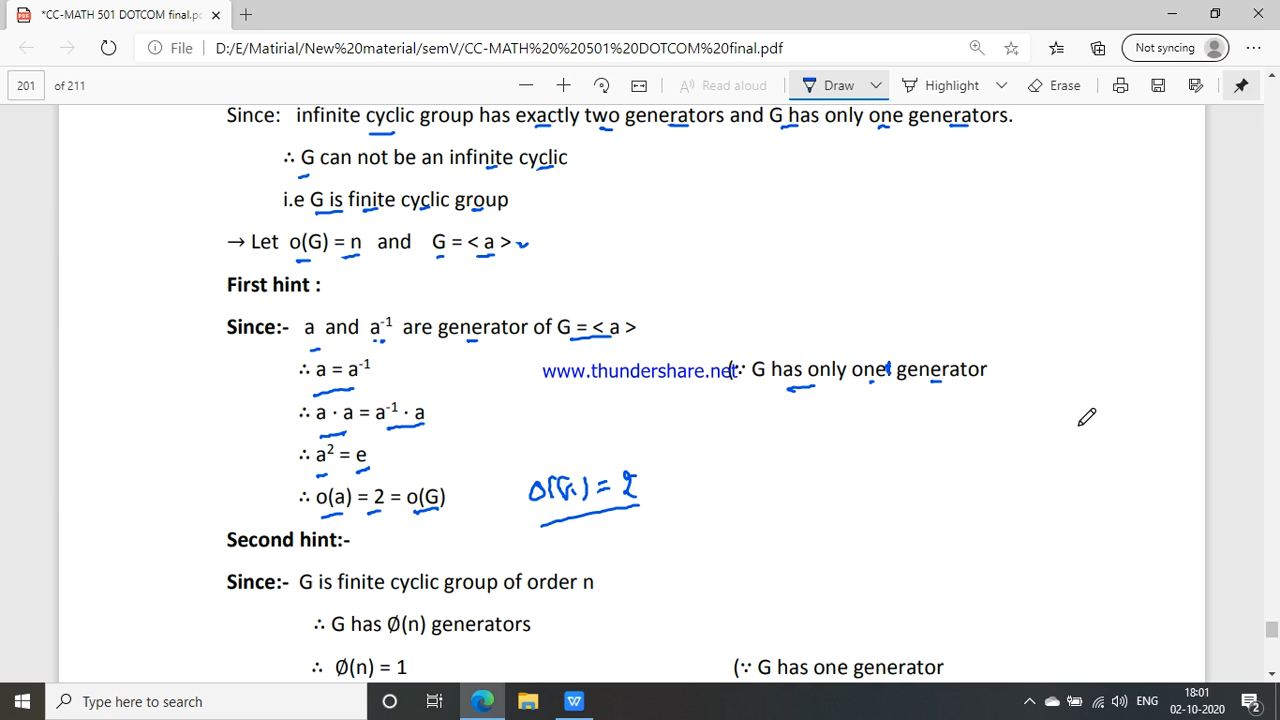 *CC-MATH 501 DOTCOM final.pd
File D:/E/Matirial/New%20material/semV/CC-MATH%20%20501%20DOTCOM%20final.pdf
Not syncing
201 of 211
Read aloud Draw Highlight Erase
Since: infinite cyclic group has exactly two generators and G has only one generators.
∴ G can not be an infinite cyclic
i.e G is finite cyclic group
→ Let o(G) = n and G = < a >
First hint :
Since:- a and a⁻¹ are generator of G = < a >
∴ a = a⁻¹ www.thundershare.net (∵ G has only one generator
∴ a · a = a⁻¹ · a
∴ a² = e
∴ o(a) = 2 = o(G) o(G) = 2
Second hint:-
Since:- G is finite cyclic group of order n
∴ G has Ø(n) generators
∴ Ø(n) = 1 (∵ G has one generator
Type here to search
ENG
18:01
02-10-2020
2